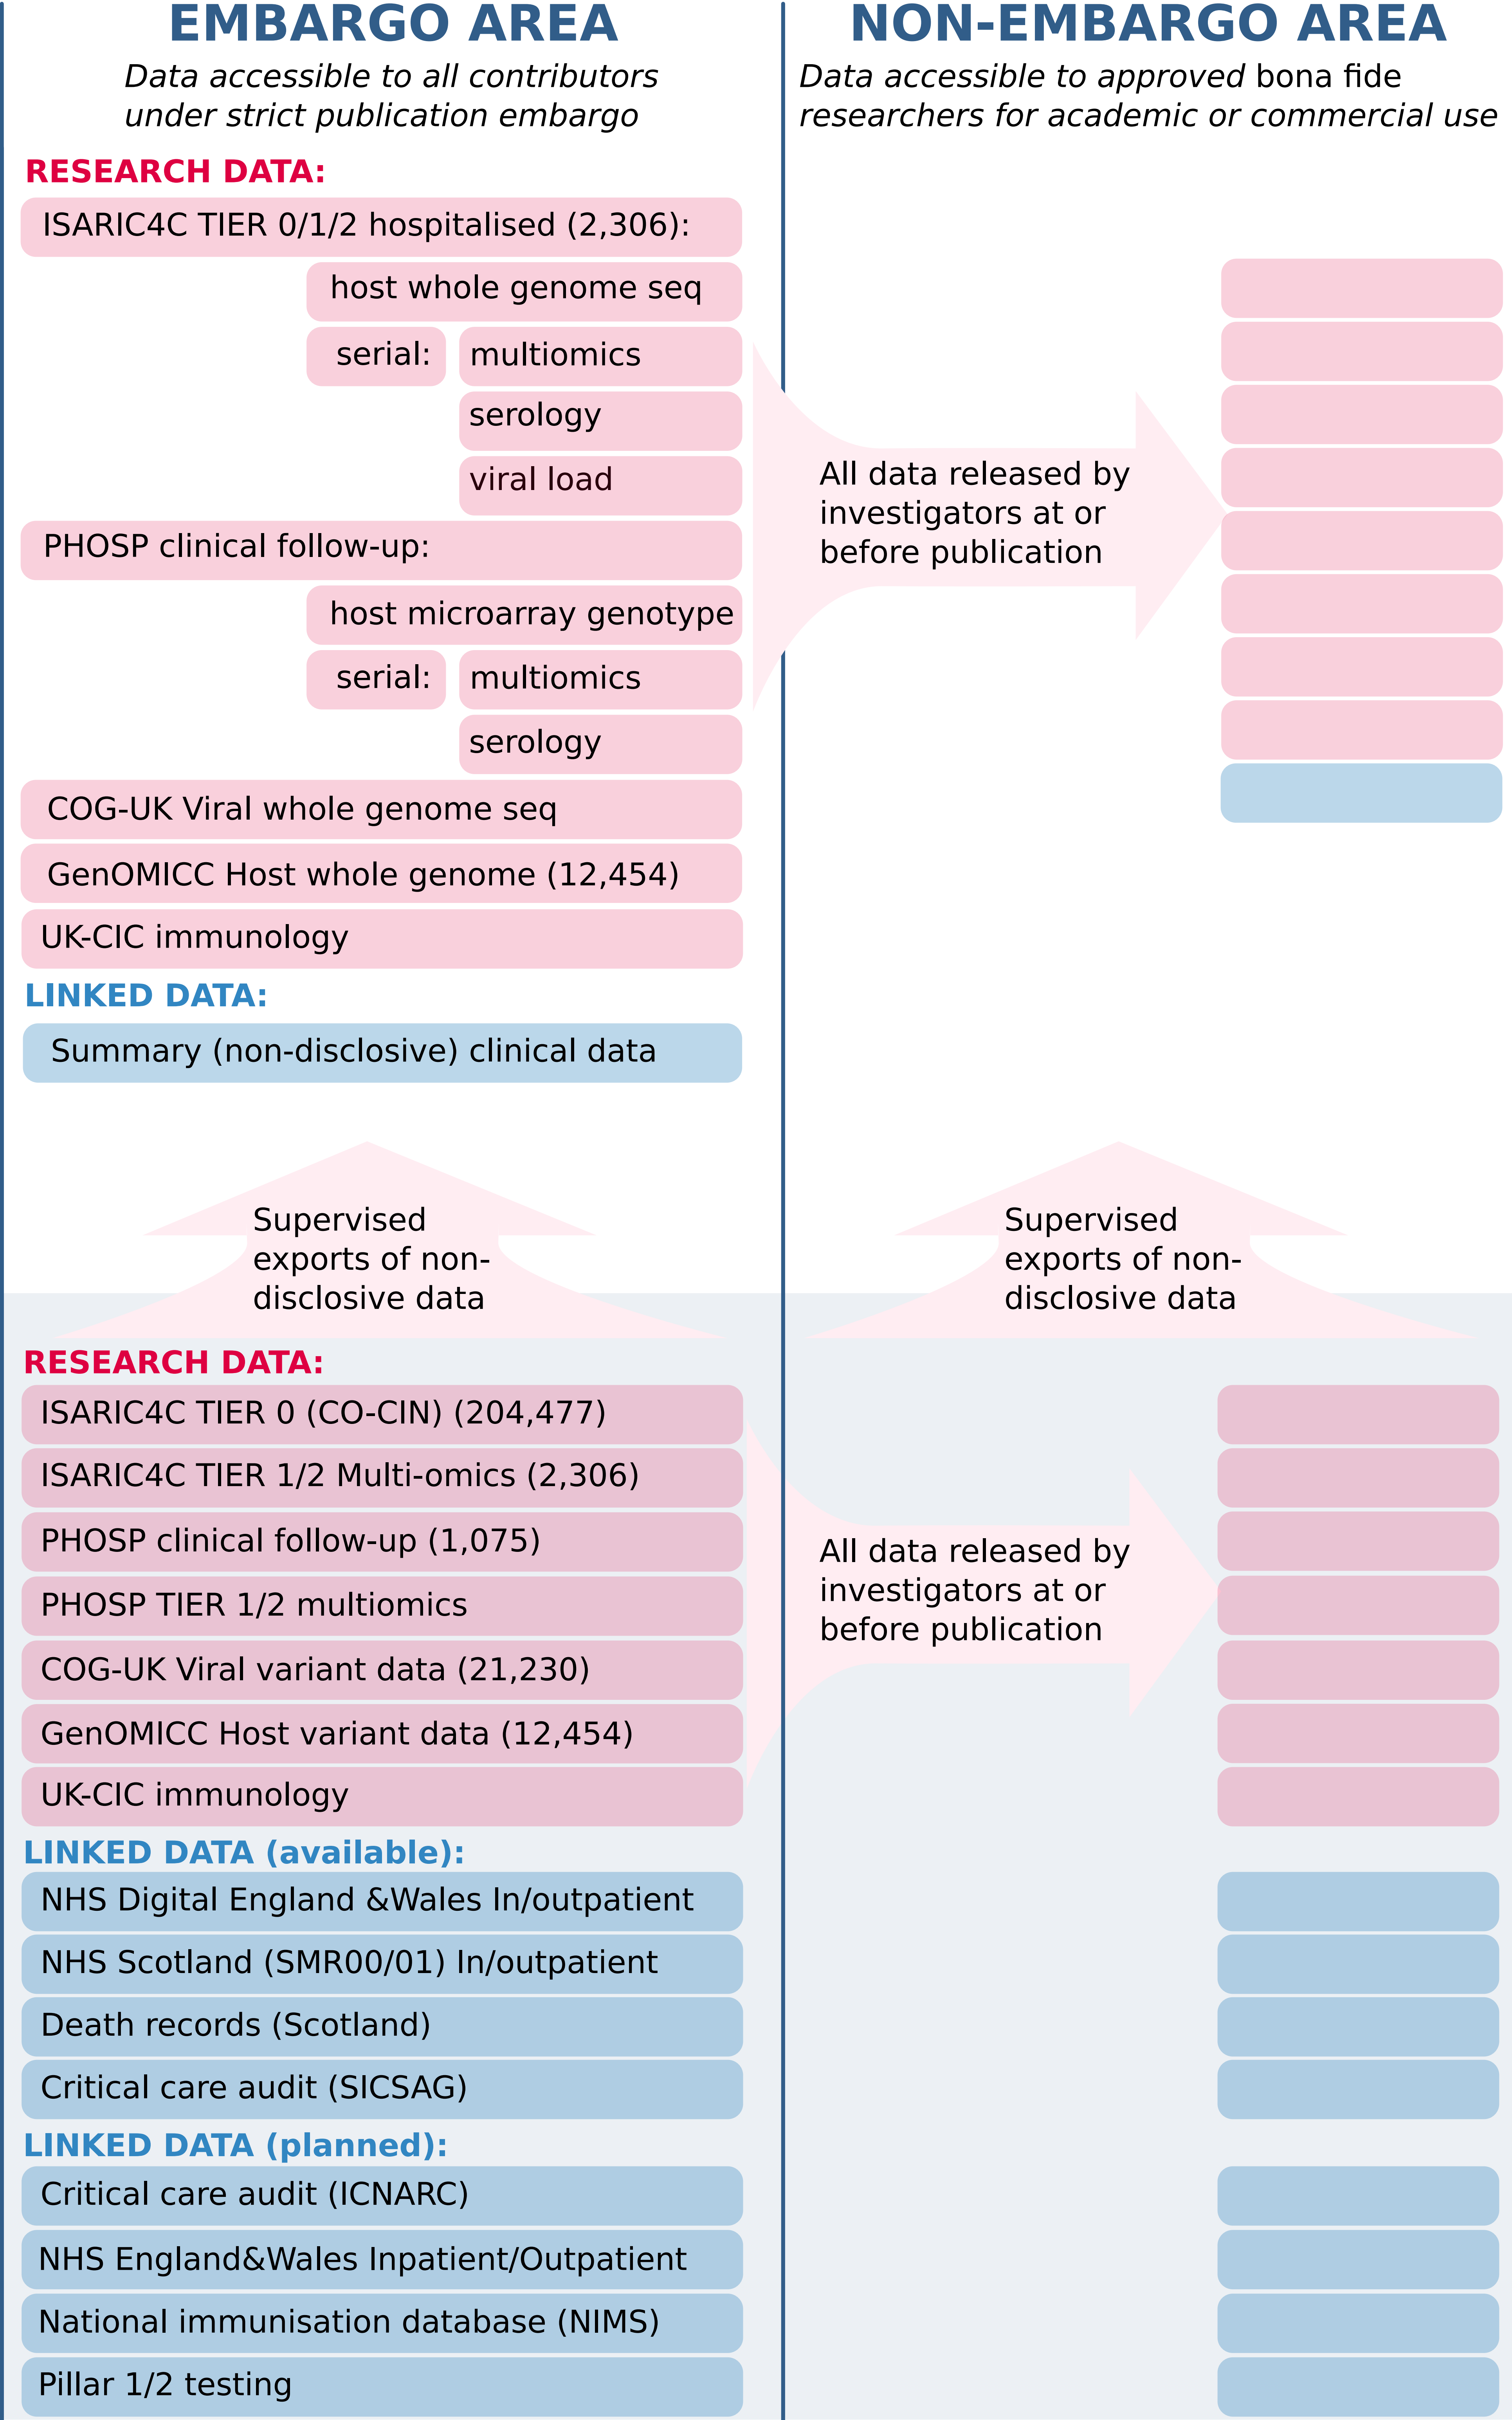 EMBARGO AREA
Data accessible to all contributors
under strict publication embargo
NON-EMBARGO AREA
Data accessible to approved bona fide
researchers for academic or commercial use
RESEARCH DATA:
ISARIC4C TIER 0/1/2 hospitalised (2,306):
host whole genome seq
serial:
multiomics
serology
viral load
PHOSP clinical follow-up:
host microarray genotype
serial:
multiomics
serology
COG-UK Viral whole genome seq
GenOMICC Host whole genome (12,454)
UK-CIC immunology
All data released by
investigators at or
before publication
LINKED DATA:
Summary (non-disclosive) clinical data
Supervised
exports of non-
disclosive data
Supervised
exports of non-
disclosive data
RESEARCH DATA:
ISARIC4C TIER 0 (CO-CIN) (204,477)
ISARIC4C TIER 1/2 Multi-omics (2,306)
PHOSP clinical follow-up (1,075)
PHOSP TIER 1/2 multiomics
COG-UK Viral variant data (21,230)
GenOMICC Host variant data (12,454)
UK-CIC immunology
All data released by
investigators at or
before publication
LINKED DATA (available):
NHS Digital England &Wales In/outpatient
NHS Scotland (SMR00/01) In/outpatient
Death records (Scotland)
Critical care audit (SICSAG)
LINKED DATA (planned):
Critical care audit (ICNARC)
NHS England&Wales Inpatient/Outpatient
National immunisation database (NIMS)
Pillar 1/2 testing